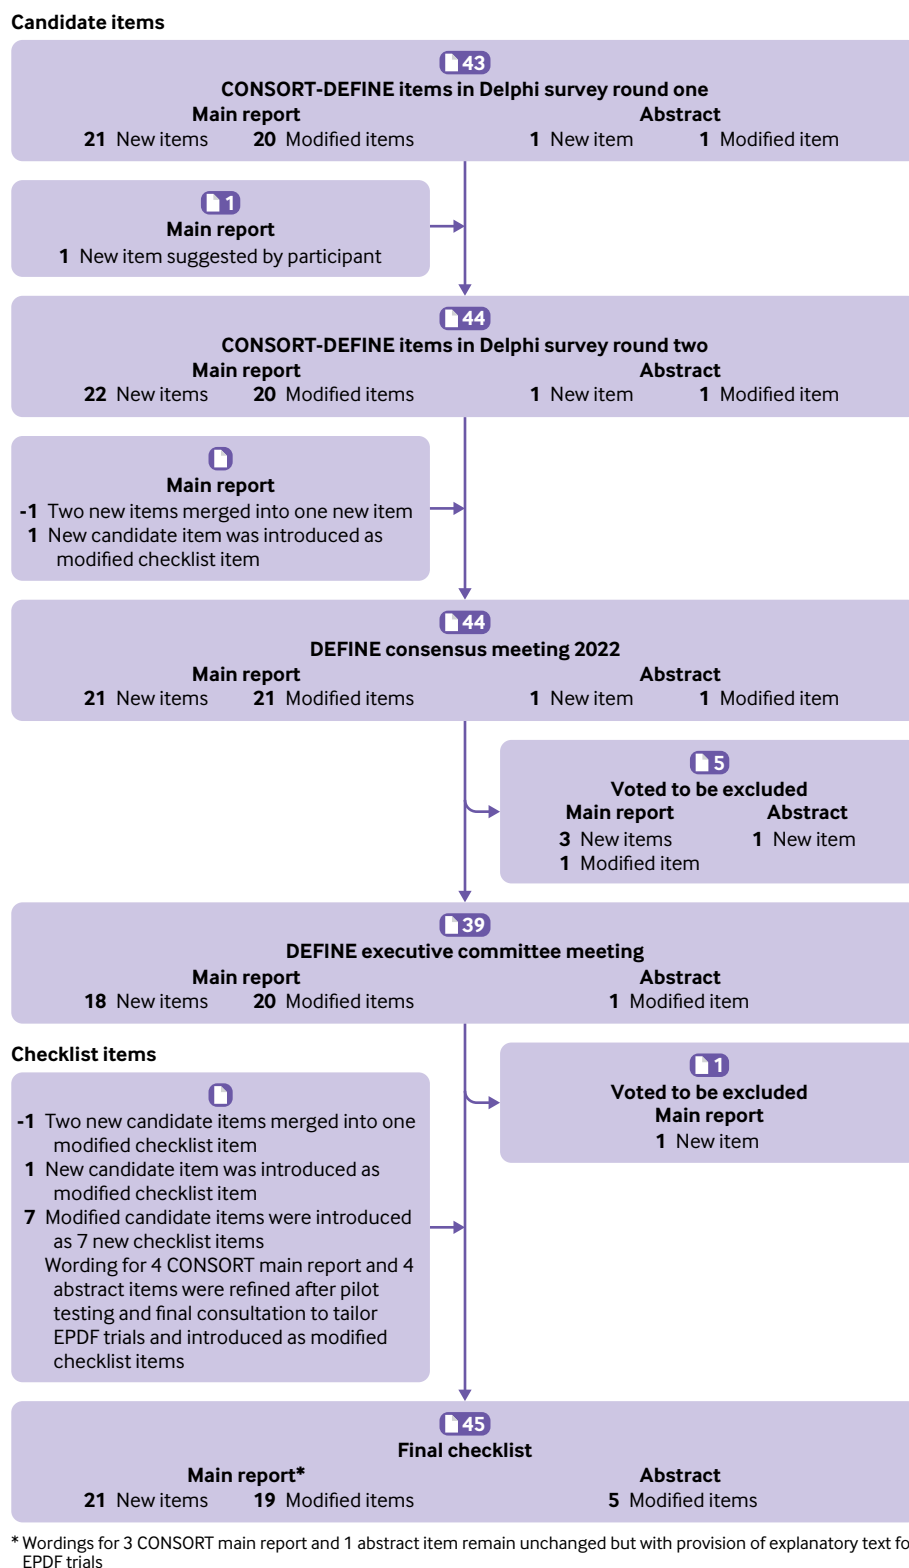 Candidate items
43
CONSORT-DEFINE items in Delphi survey round one
Main report Abstract
21 New items 20 Modified items 1 New item 1 Modified item
1
Main report
1 New item suggested by participant
44
CONSORT-DEFINE items in Delphi survey round two
Main report Abstract
22 New items 20 Modified items 1 New item 1 Modified item
Main report
-1 Two new items merged into one new item
1 New candidate item was introduced as
modified checklist item
44
DEFINE consensus meeting 2022
Main report Abstract
21 New items 21 Modified items 1 New item 1 Modified item
5
Voted to be excluded
Main report Abstract
3 New items 1 New item
1 Modified item
39
DEFINE executive committee meeting
Main report Abstract
18 New items 20 Modified items 1 Modified item
Checklist items
1
Voted to be excluded
Main report
1 New item
-1 Two new candidate items merged into one
modified checklist item
1 New candidate item was introduced as
modified checklist item
7 Modified candidate items were introduced
as 7 new checklist items
Wording for 4 CONSORT main report and 4
abstract items were refined after pilot
testing and final consultation to tailor
EPDF trials and introduced as modified
checklist items
45
Final checklist
Main report* Abstract
21 New items 19 Modified items 5 Modified items
* Wordings for 3 CONSORT main report and 1 abstract item remain unchanged but with provision of explanatory text fo
EPDF trials